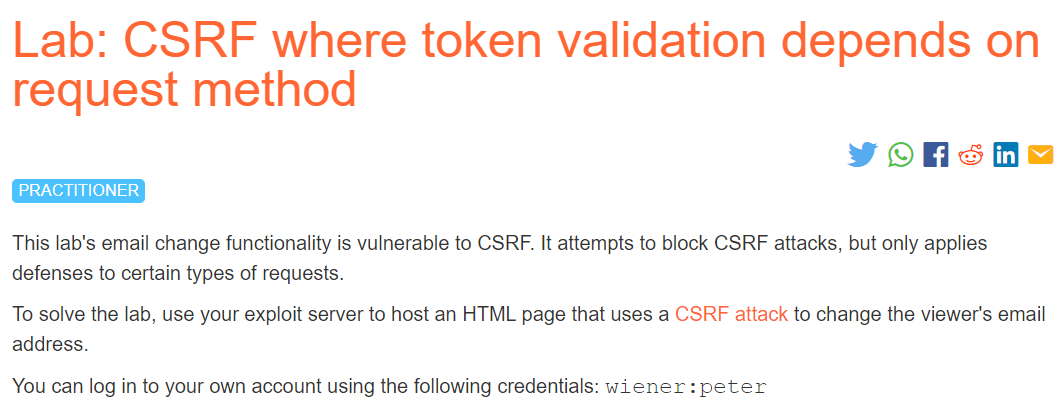 Lab: CSRF where token validation depends on
request method
PRACTITIONER
This lab's email change functionality is vulnerable to CSRF. It attempts to block CSRF attacks, but only applies
defenses to certain types of requests.
To solve the lab, use your exploit server to host an HTML page that uses a CSRF attack to change the viewer's email
address.
You can log in to your own account using the following credentials: wiener:peter